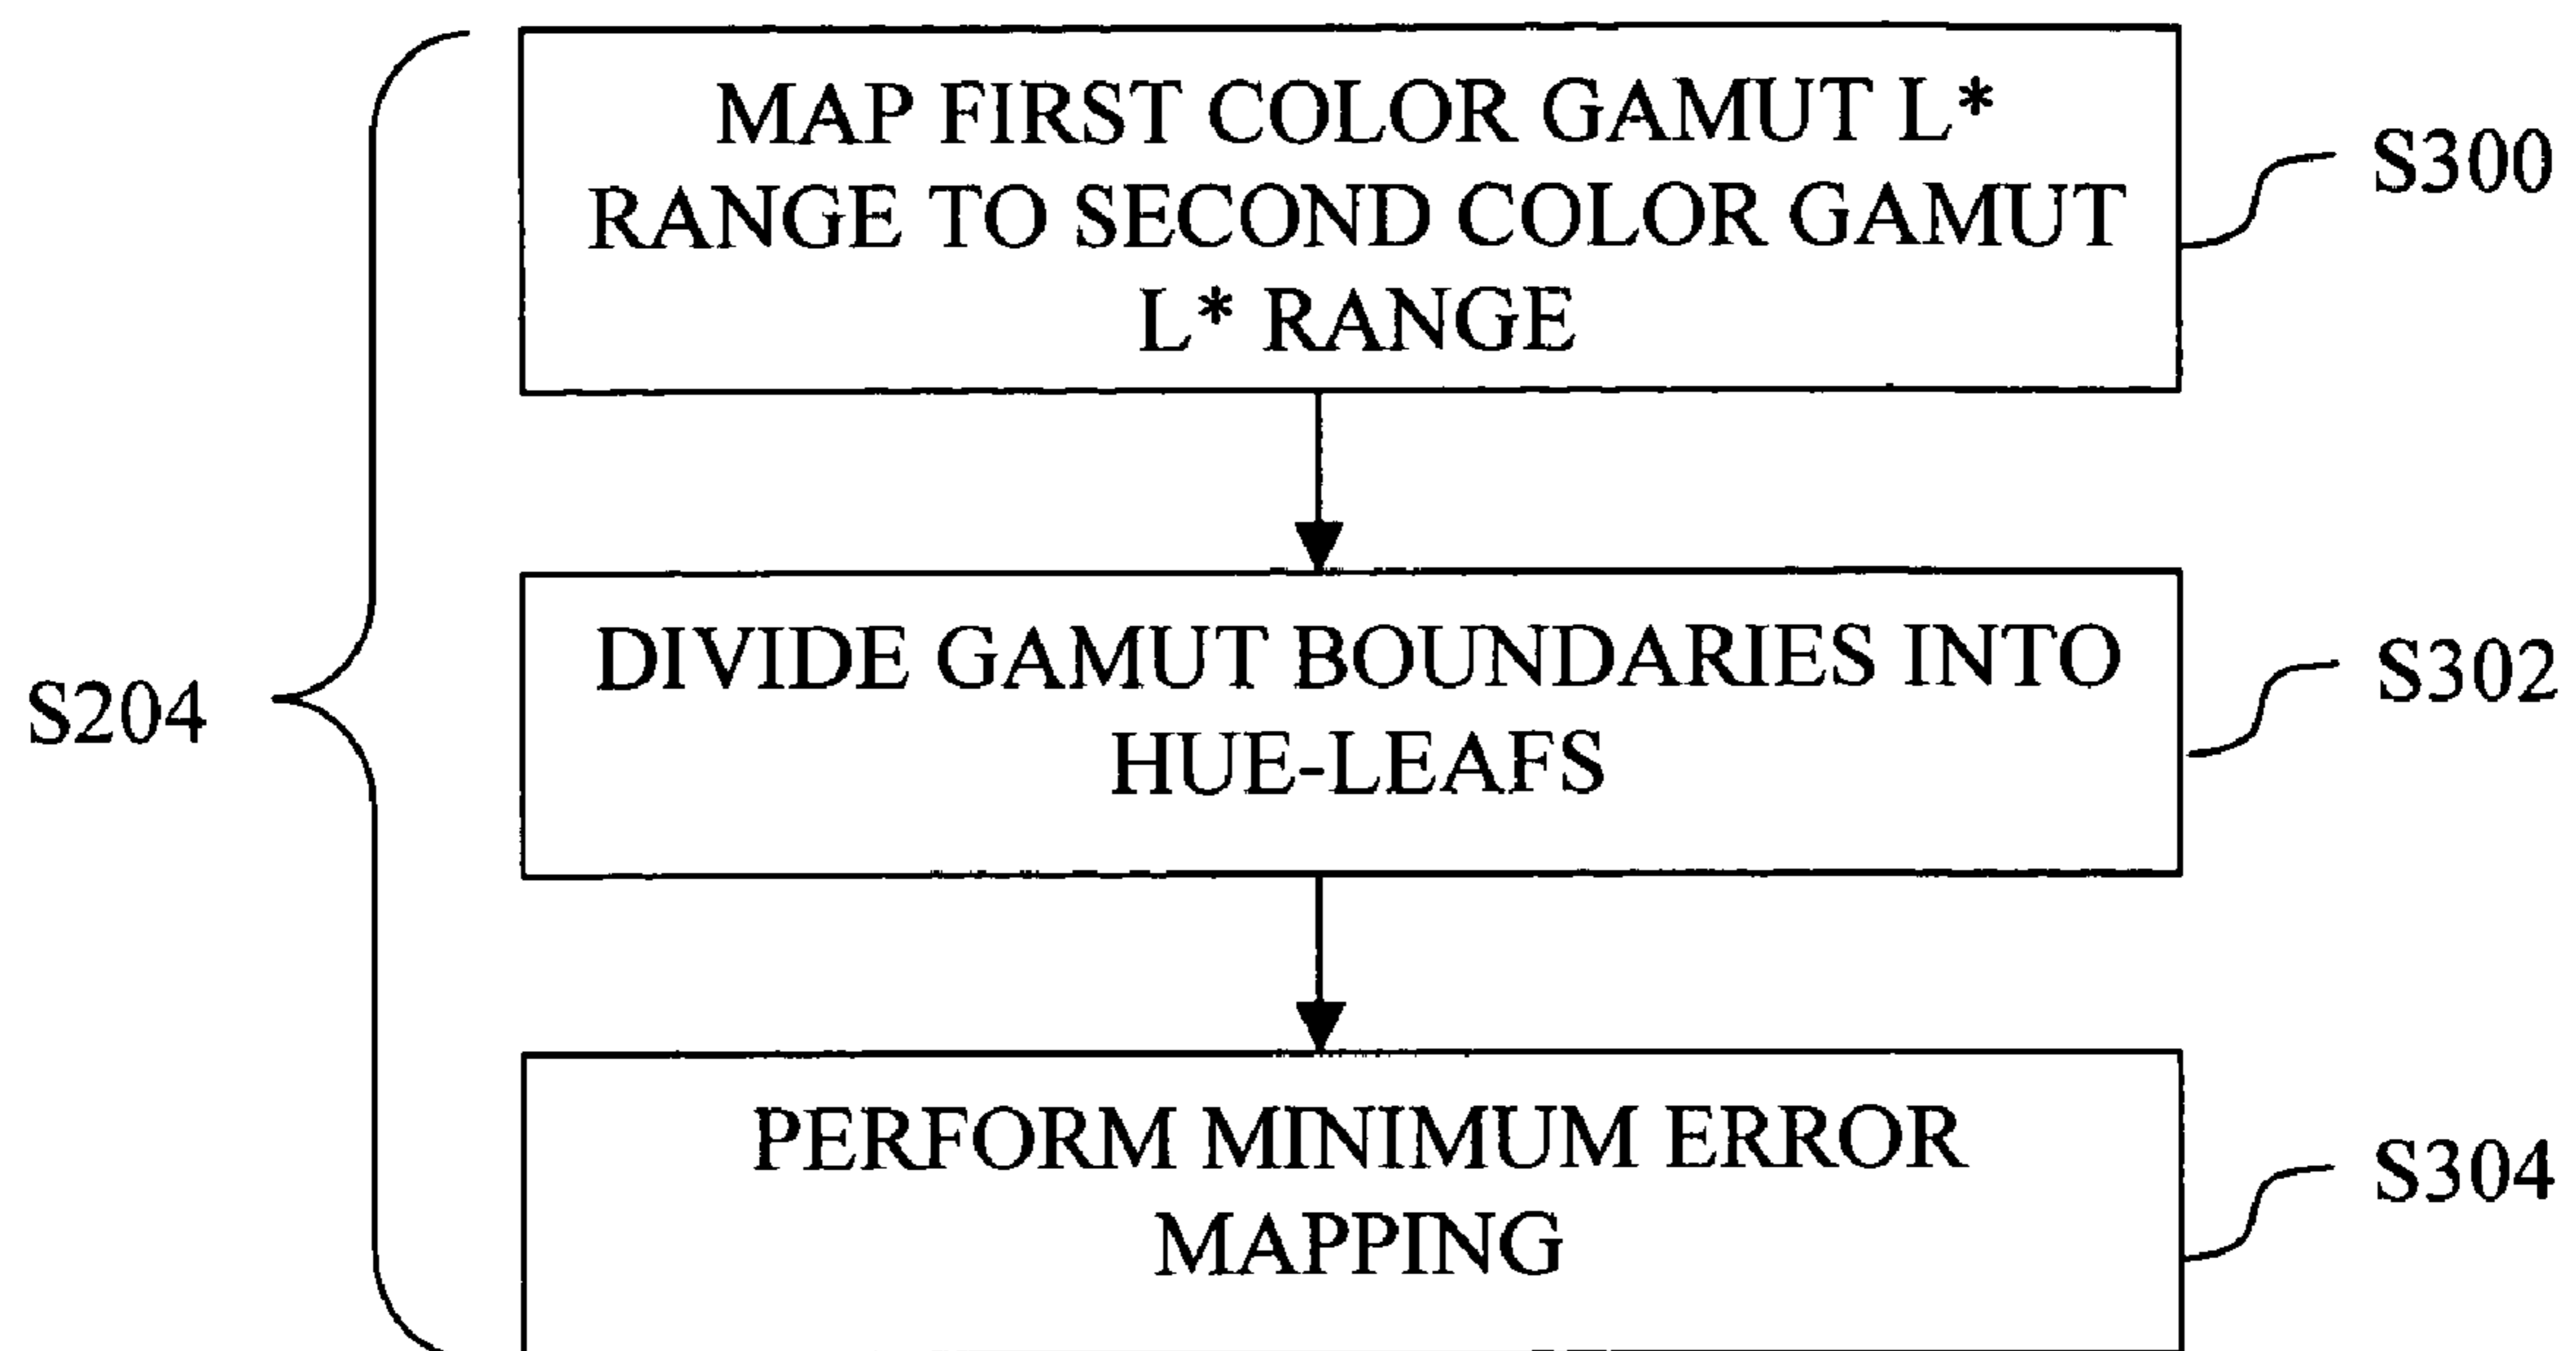 MAP FIRST COLOR GAMUT L*
RANGE TO SECOND COLOR GAMUT
L* RANGE
S300
S204
DIVIDE GAMUT BOUNDARIES INTO
HUE-LEAFS
S302
PERFORM MINIMUM ERROR
MAPPING
S304